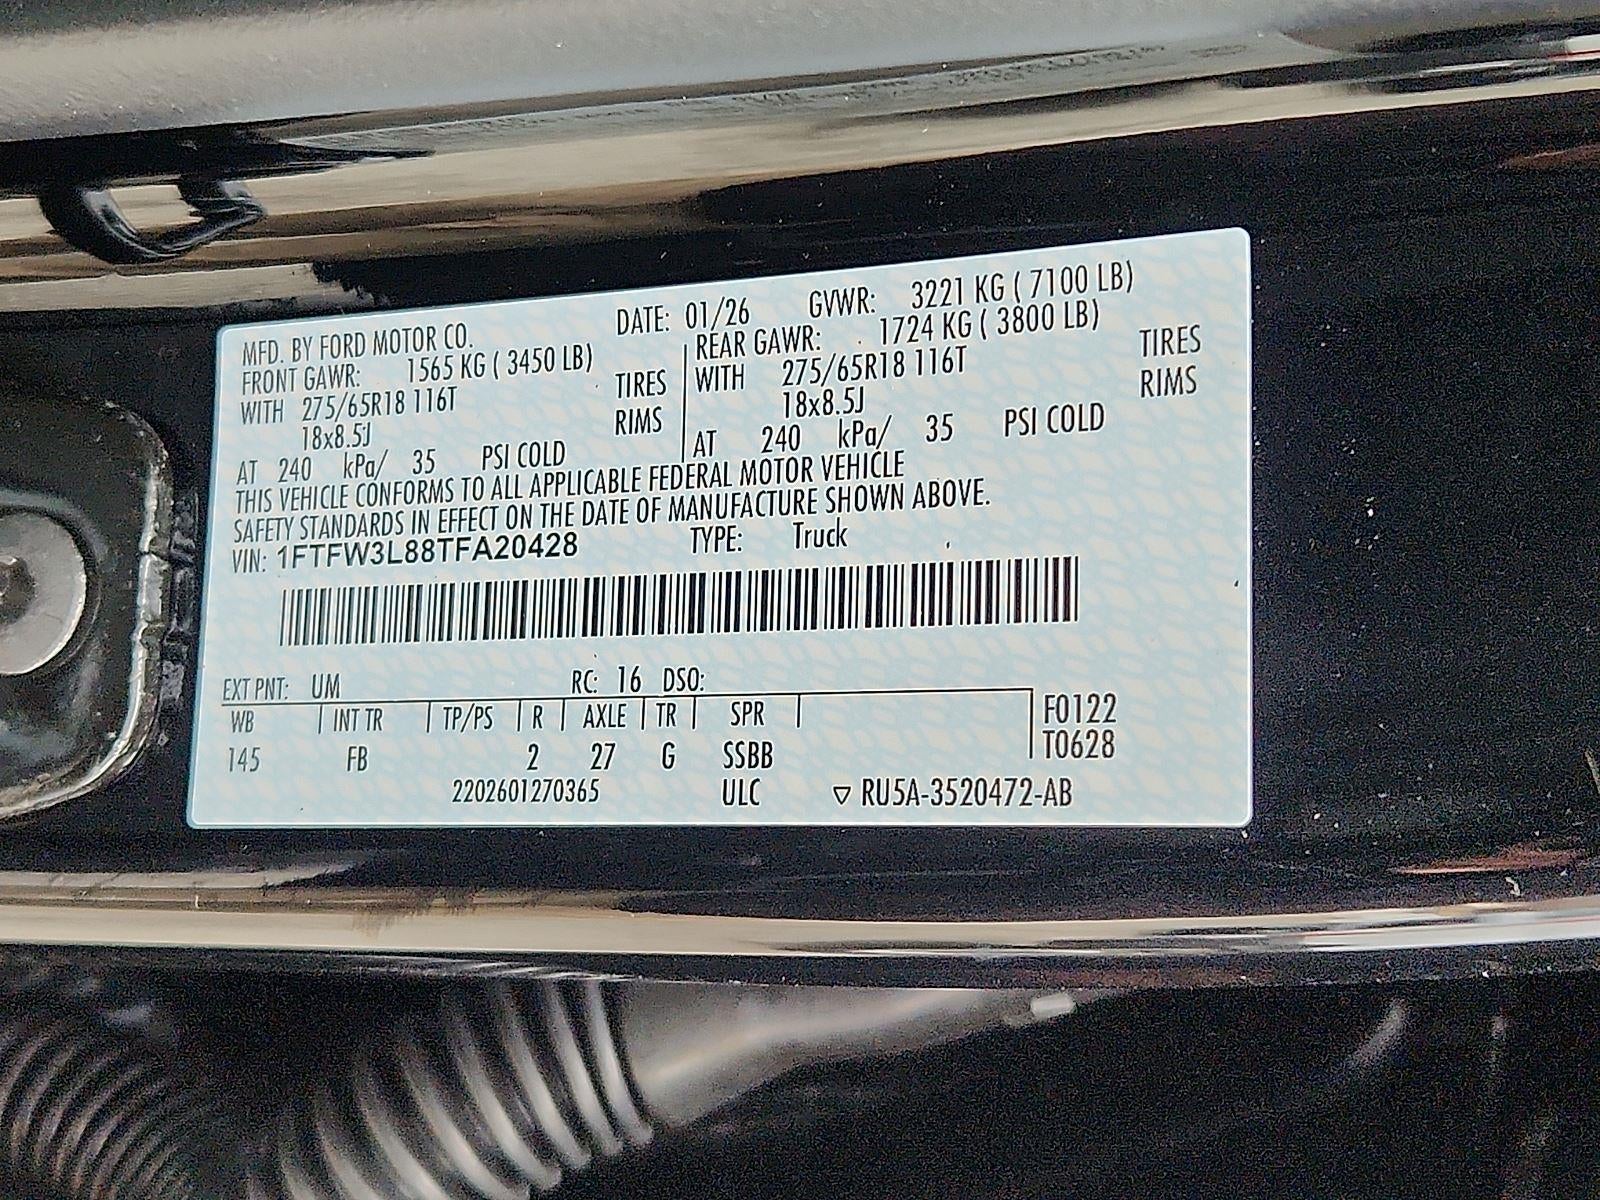 MFD. BY FORD MOTOR CO. DATE: 01/26 GVWR: 3221 KG ( 7100 LB)
FRONT GAWR: 1565 KG ( 3450 LB) REAR GAWR: 1724 KG ( 3800 LB)
WITH 275/65R18 116T TIRES WITH 275/65R18 116T TIRES
18x8.5J RIMS 18x8.5J RIMS
AT 240 kPa/ 35 PSI COLD AT 240 kPa/ 35 PSI COLD
THIS VEHICLE CONFORMS TO ALL APPLICABLE FEDERAL MOTOR VEHICLE
SAFETY STANDARDS IN EFFECT ON THE DATE OF MANUFACTURE SHOWN ABOVE.
VIN: 1FTFW3L88TFA20428 TYPE: Truck
EXT PNT: UM RC: 16 DSO:
WB INT TR TP/PS R AXLE TR SPR F0122
145 FB 2 27 G SSBB T0628
2202601270365 ULC ▽ RU5A-3520472-AB